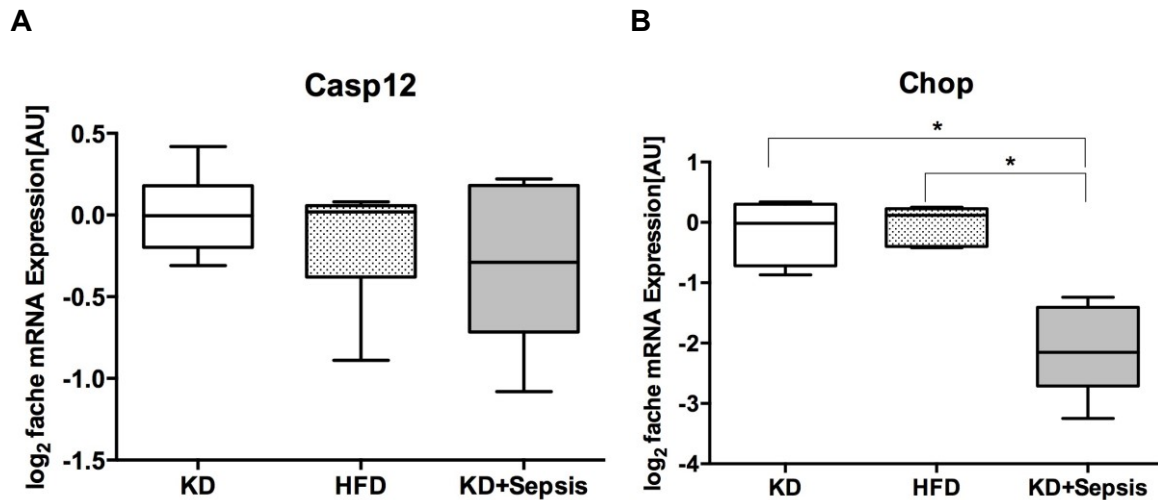 A
Casp12
log₂ fache mRNA Expression[AU]
0.5
0.0
-0.5
-1.0
-1.5
KD HFD KD+Sepsis
B
Chop
* 
*
log₂ fache mRNA Expression[AU]
1
0
-1
-2
-3
-4
KD HFD KD+Sepsis